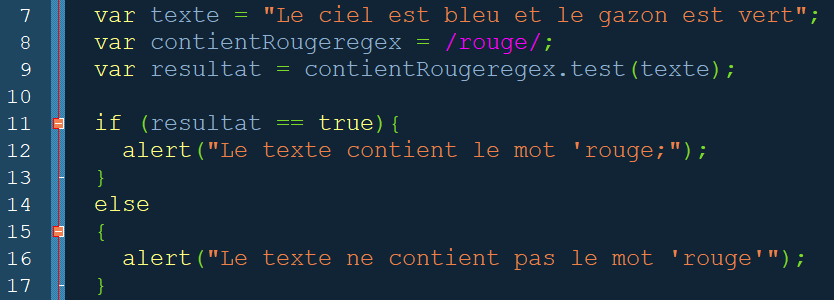 7 var texte = "Le ciel est bleu et le gazon est vert";
8 var contientRougeregex = /rouge/;
9 var resultat = contientRougeregex.test(texte);
10
11 if (resultat == true){
12 alert("Le texte contient le mot 'rouge;");
13 }
14 else
15 {
16 alert("Le texte ne contient pas le mot 'rouge'");
17 }